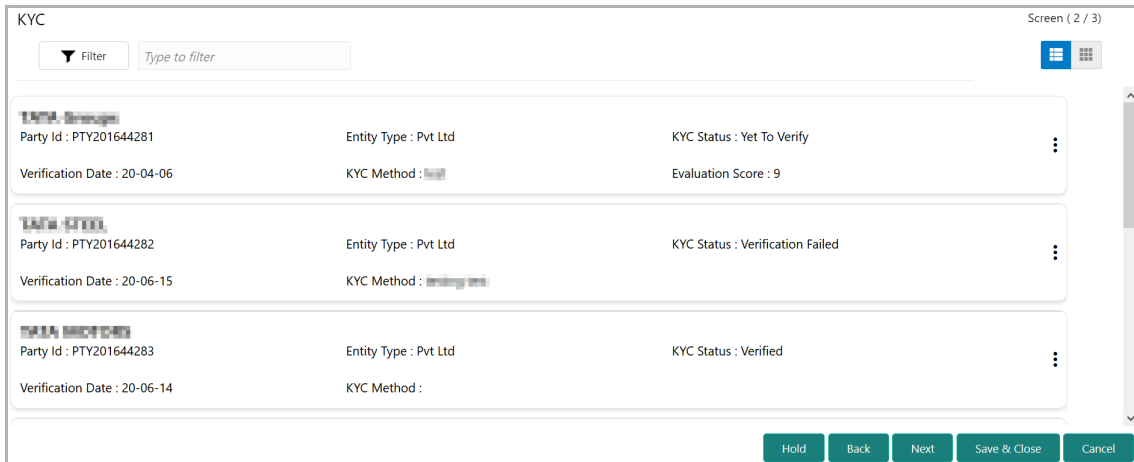 KYC Screen ( 2 / 3)
Filter Type to filter
Party Id : PTY201644281 Entity Type : Pvt Ltd KYC Status : Yet To Verify
Verification Date : 20-04-06 KYC Method : Evaluation Score : 9
Party Id : PTY201644282 Entity Type : Pvt Ltd KYC Status : Verification Failed
Verification Date : 20-06-15 KYC Method :
Party Id : PTY201644283 Entity Type : Pvt Ltd KYC Status : Verified
Verification Date : 20-06-14 KYC Method :
Hold Back Next Save & Close Cancel